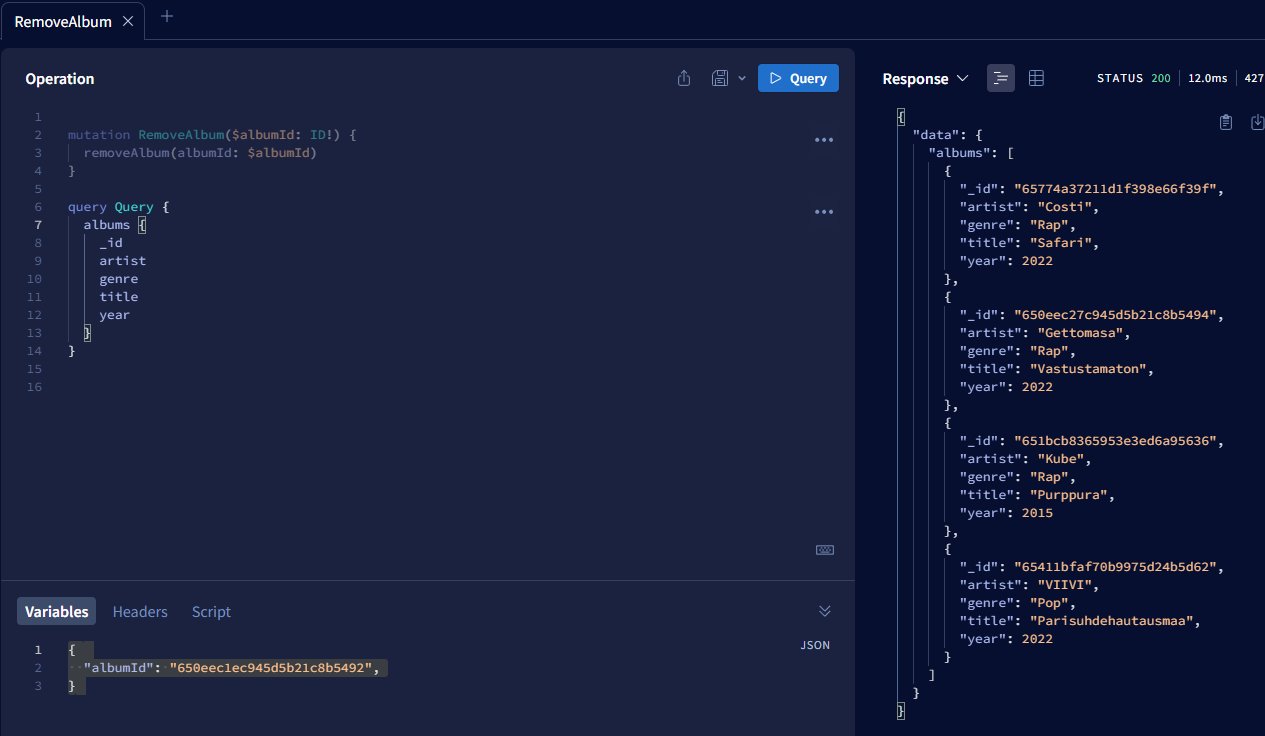 RemoveAlbum
Operation
Query
1
2 mutation RemoveAlbum($albumId: ID!) {
3 removeAlbum(albumId: $albumId)
4 }
5
6 query Query {
7 albums {
8 _id
9 artist
10 genre
11 title
12 year
13 }
14 }
15
16
Variables Headers Script
JSON
1 {
2 "albumId": "650eec1ec945d5b21c8b5492",
3 }
Response STATUS 200 12.0ms 427
{
"data": {
"albums": [
{
"_id": "65774a37211d1f398e66f39f",
"artist": "Costi",
"genre": "Rap",
"title": "Safari",
"year": 2022
},
{
"_id": "650eec27c945d5b21c8b5494",
"artist": "Gettomasa",
"genre": "Rap",
"title": "Vastustamaton",
"year": 2022
},
{
"_id": "651bcb8365953e3ed6a95636",
"artist": "Kube",
"genre": "Rap",
"title": "Purppura",
"year": 2015
},
{
"_id": "65411bfaf70b9975d24b5d62",
"artist": "VIIVI",
"genre": "Pop",
"title": "Parisuhdehautausmaa",
"year": 2022
}
]
}
}